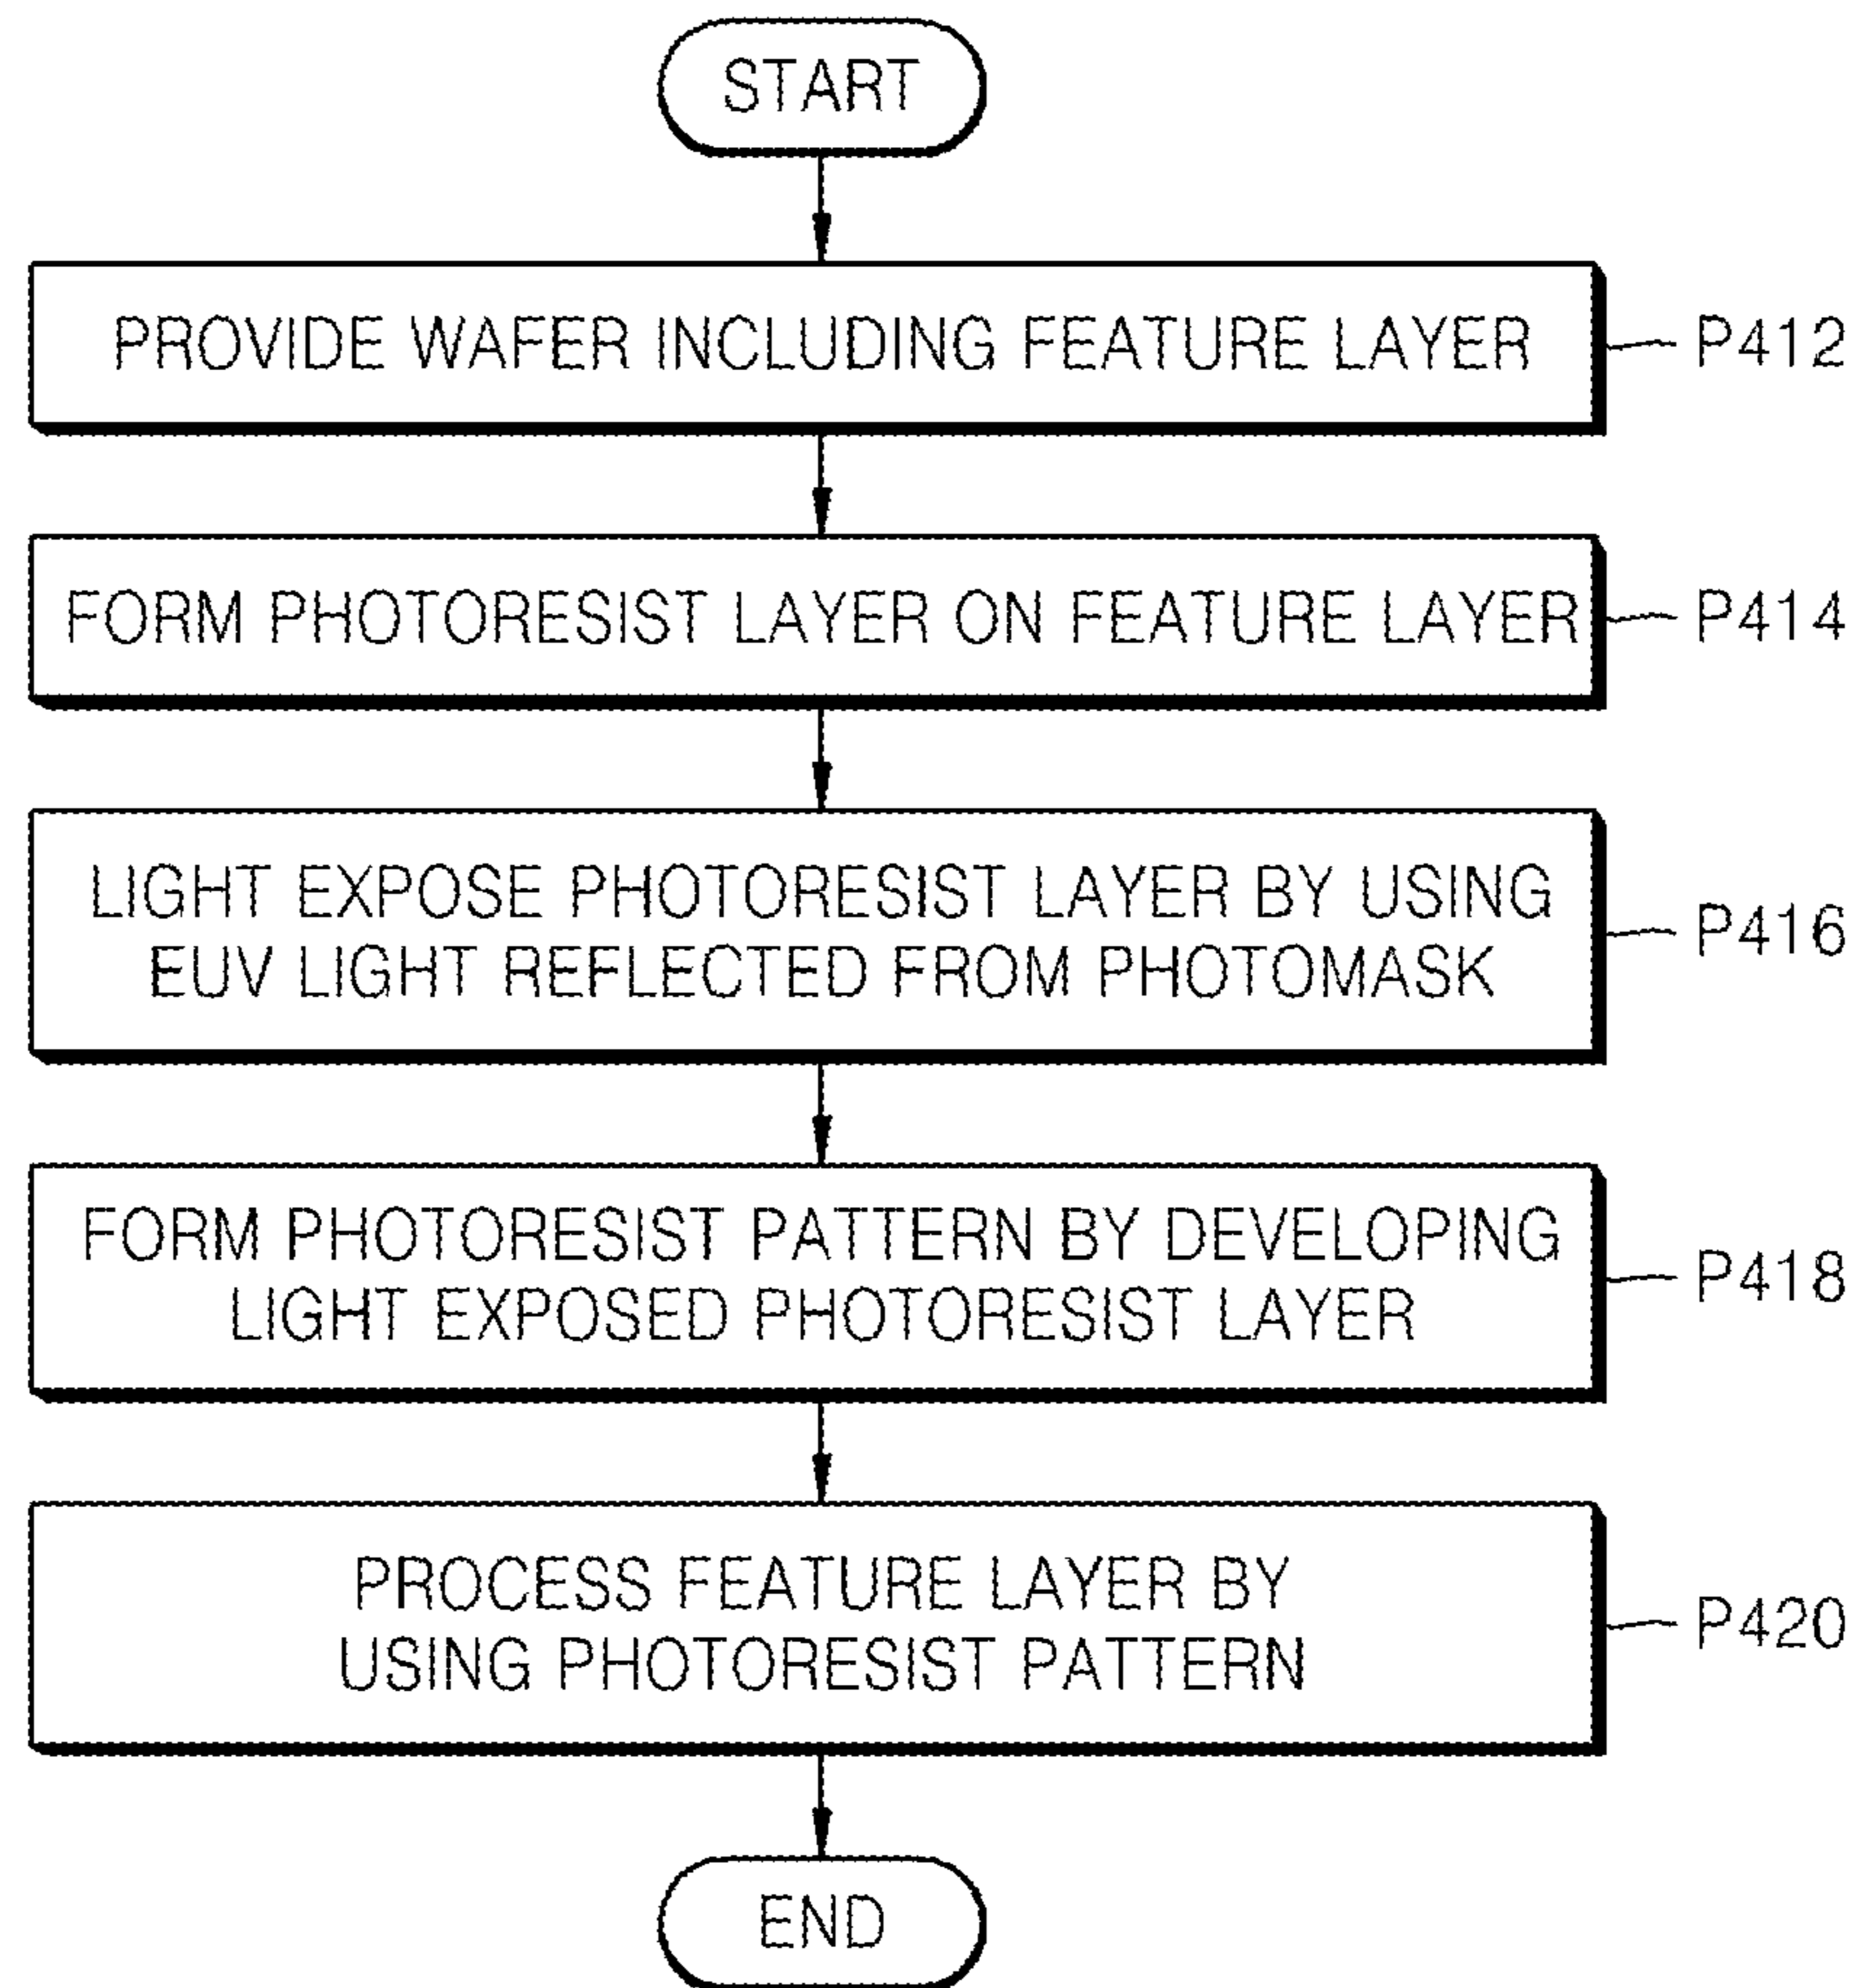 START
PROVIDE WAFER INCLUDING FEATURE LAYER
P412
FORM PHOTORESIST LAYER ON FEATURE LAYER
P414
LIGHT EXPOSE PHOTORESIST LAYER BY USING
EUV LIGHT REFLECTED FROM PHOTOMASK
P416
FORM PHOTORESIST PATTERN BY DEVELOPING
LIGHT EXPOSED PHOTORESIST LAYER
P418
PROCESS FEATURE LAYER BY
USING PHOTORESIST PATTERN
P420
END